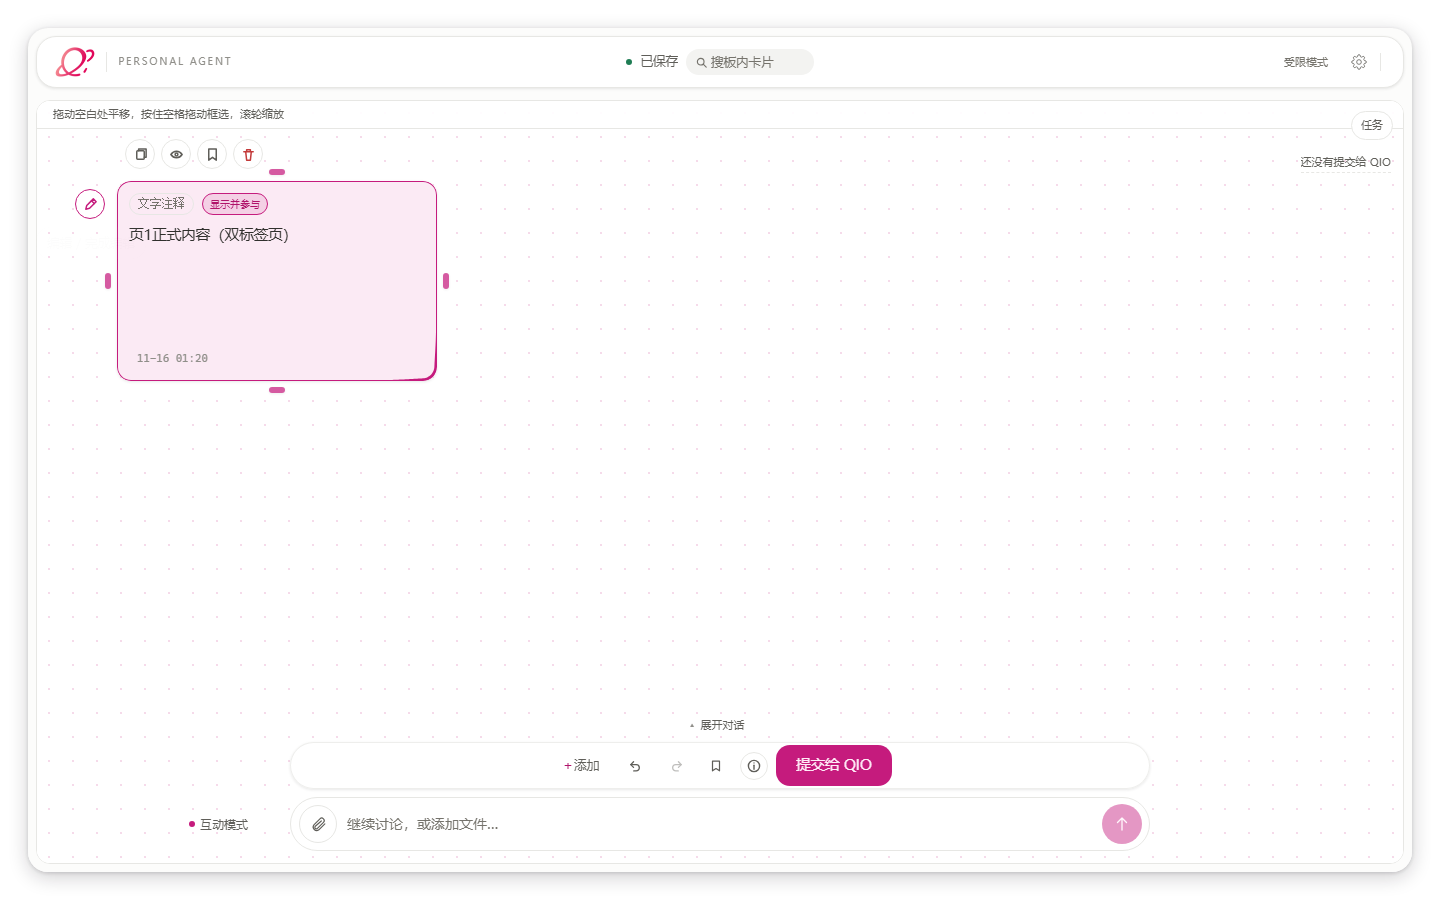 PERSONAL AGENT
已保存
搜板内卡片
受限模式
拖动空白处平移，按住空格拖动框选，滚轮缩放
任务
还没有提交给 QIO
文字注释
显示并参与
页1正式内容（双标签页）
11-16 01:20
展开对话
+添加
提交给 QIO
互动模式
继续讨论，或添加文件...